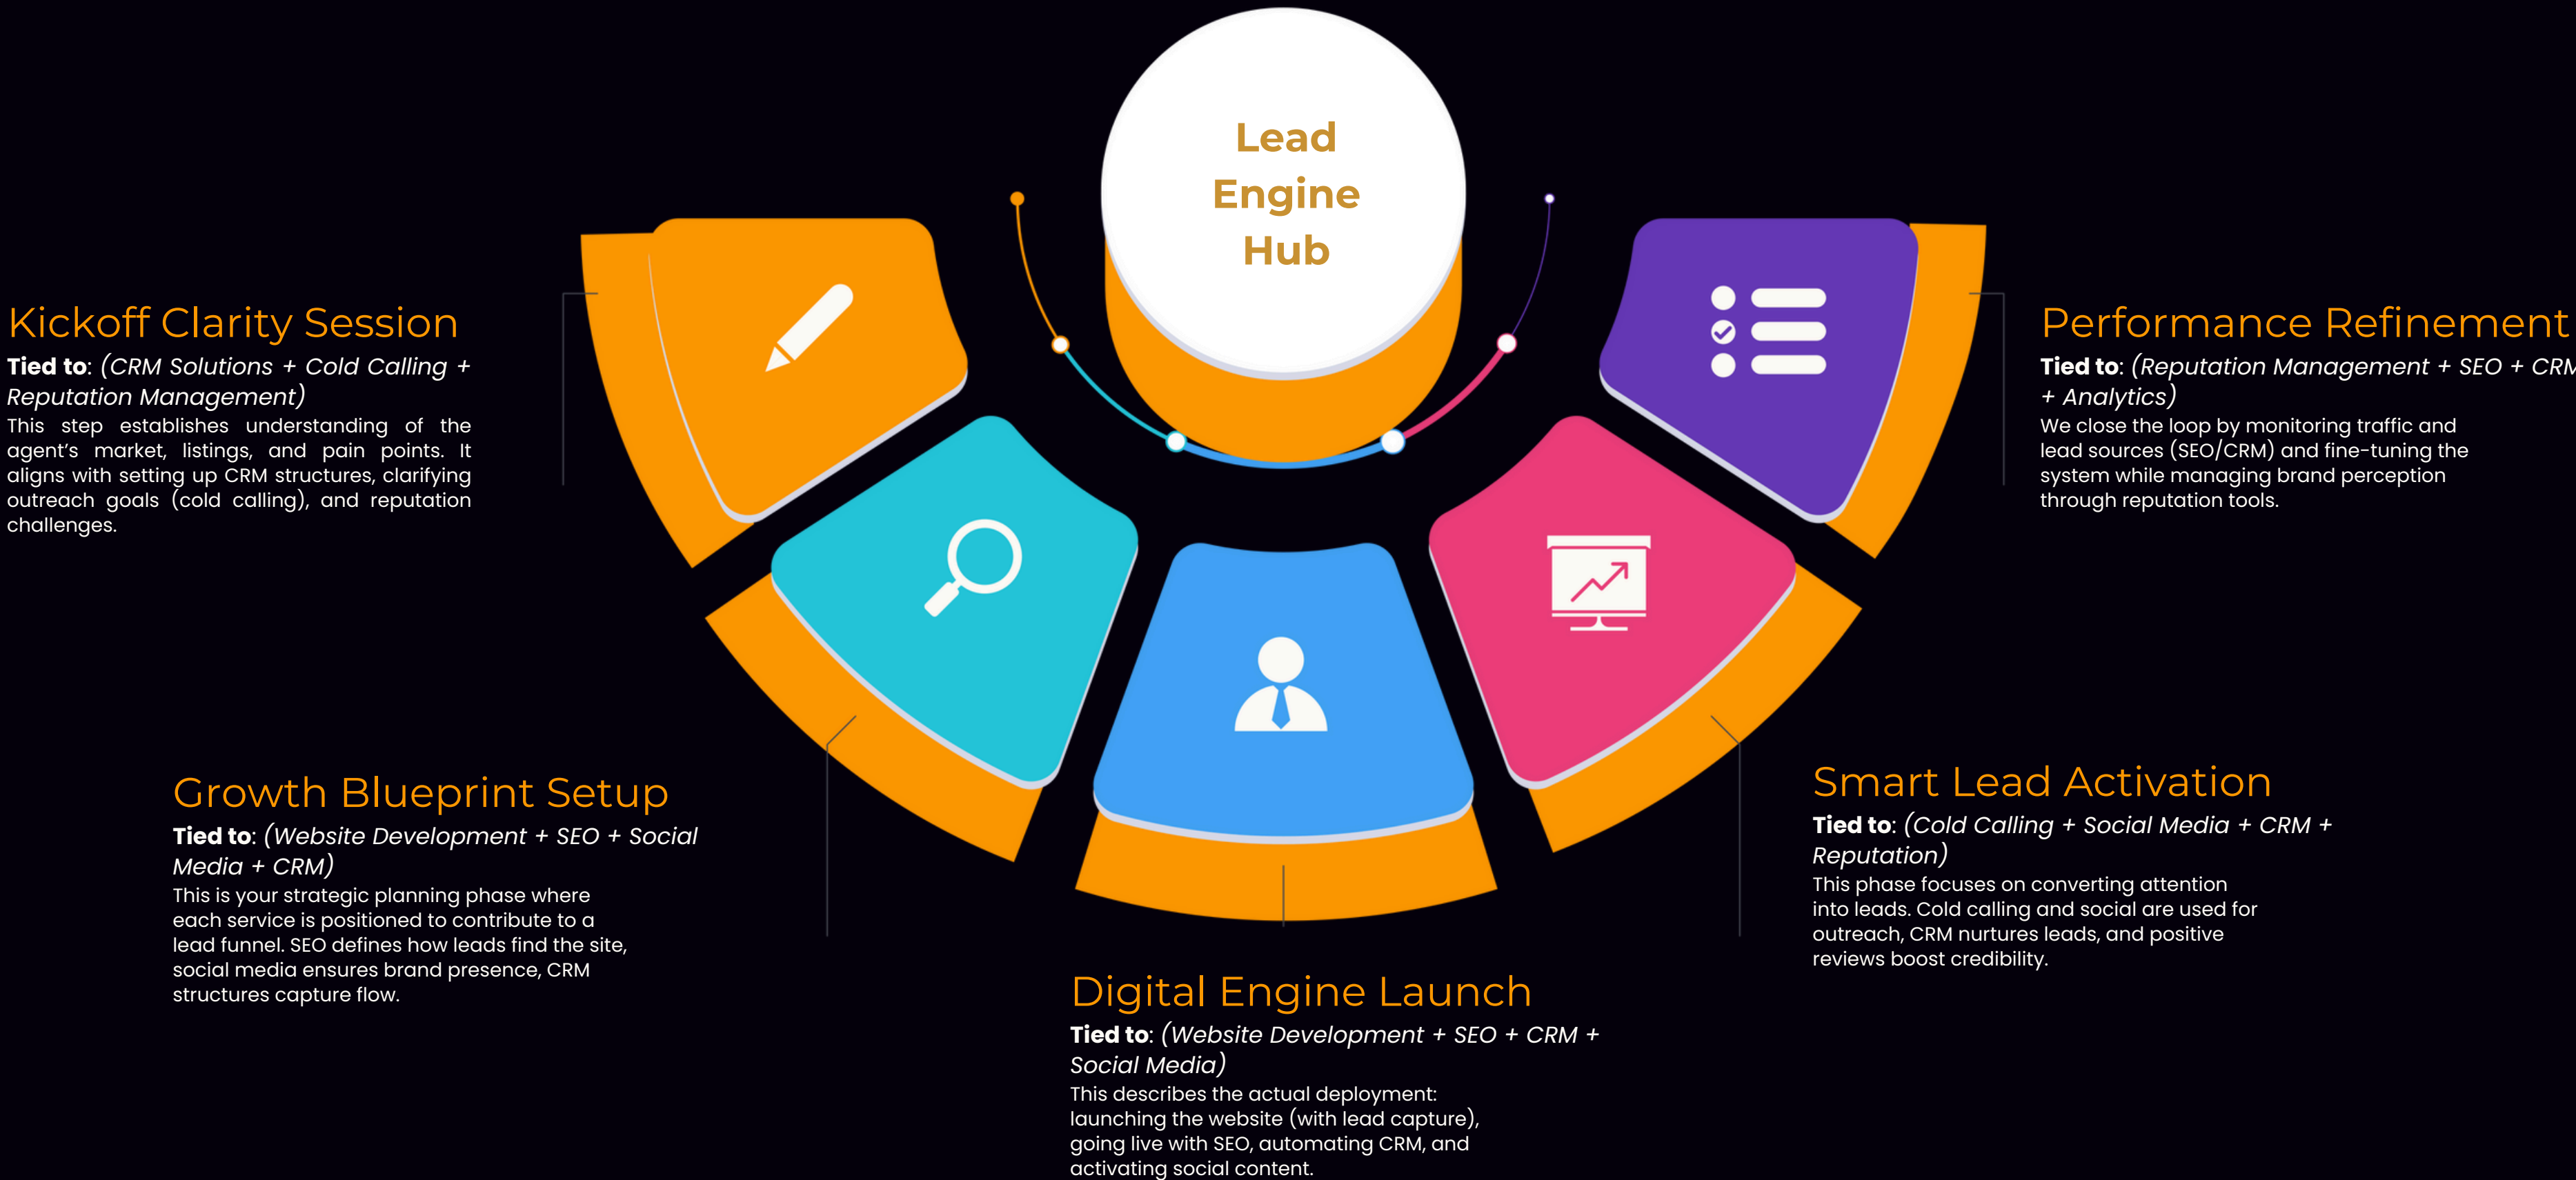 Lead
Engine
Hub
Kickoff Clarity Session
Tied to: (CRM Solutions + Cold Calling +
Reputation Management)
This step establishes understanding of the
agent’s market, listings, and pain points. It
aligns with setting up CRM structures, clarifying
outreach goals (cold calling), and reputation
challenges.
Growth Blueprint Setup
Tied to: (Website Development + SEO + Social
Media + CRM)
This is your strategic planning phase where
each service is positioned to contribute to a
lead funnel. SEO defines how leads find the site,
social media ensures brand presence, CRM
structures capture flow.
Digital Engine Launch
Tied to: (Website Development + SEO + CRM +
Social Media)
This describes the actual deployment:
launching the website (with lead capture),
going live with SEO, automating CRM, and
activating social content.
Smart Lead Activation
Tied to: (Cold Calling + Social Media + CRM +
Reputation)
This phase focuses on converting attention
into leads. Cold calling and social are used for
outreach, CRM nurtures leads, and positive
reviews boost credibility.
Performance Refinement
Tied to: (Reputation Management + SEO + CRM
+ Analytics)
We close the loop by monitoring traffic and
lead sources (SEO/CRM) and fine-tuning the
system while managing brand perception
through reputation tools.